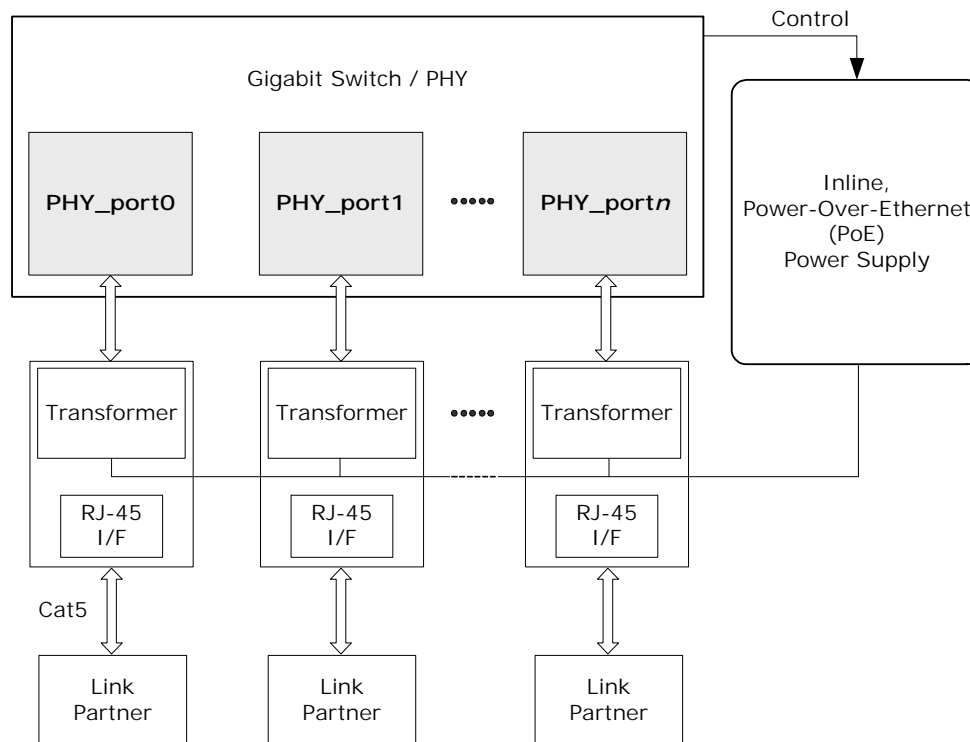 Control
Gigabit Switch / PHY
PHY_port0
PHY_port1
PHY_portn
Inline,
Power-Over-Ethernet
(PoE)
Power Supply
Transformer
Transformer
Transformer
RJ-45
I/F
RJ-45
I/F
RJ-45
I/F
Cat5
Link
Partner
Link
Partner
Link
Partner